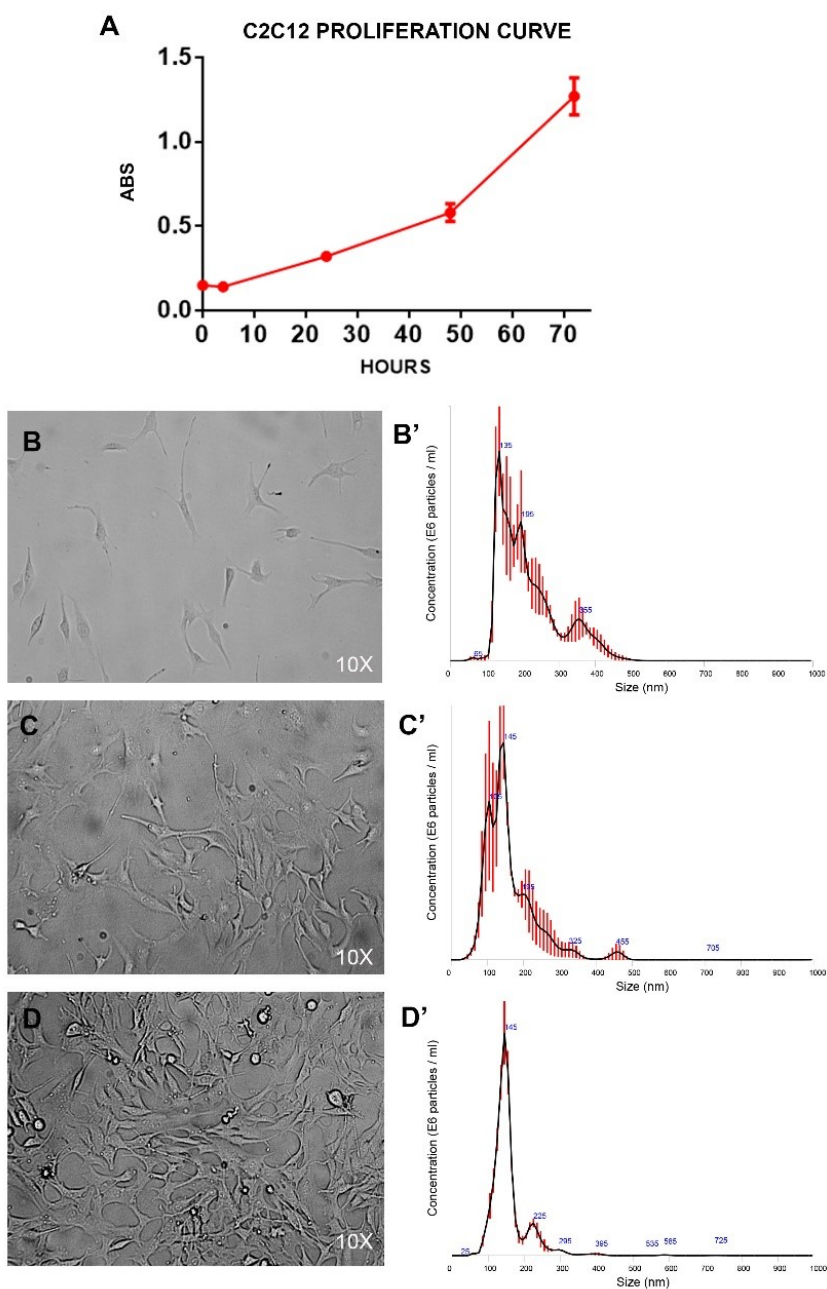 A
C2C12 PROLIFERATION CURVE
1.5
1.0
0.5
0.0
ABS
0 10 20 30 40 50 60 70
HOURS
B
10X
B’
Concentration (E6 particles / ml)
135
195
355
65
0 100 200 300 400 500 600 700 800 900 1000
Size (nm)
C
10X
C’
Concentration (E6 particles / ml)
145
325
455
705
0 100 200 300 400 500 600 700 800 900 1000
Size (nm)
D
10X
D’
Concentration (E6 particles / ml)
145
225
25
295
395
535
585
725
0 100 200 300 400 500 600 700 800 900 1000
Size (nm)